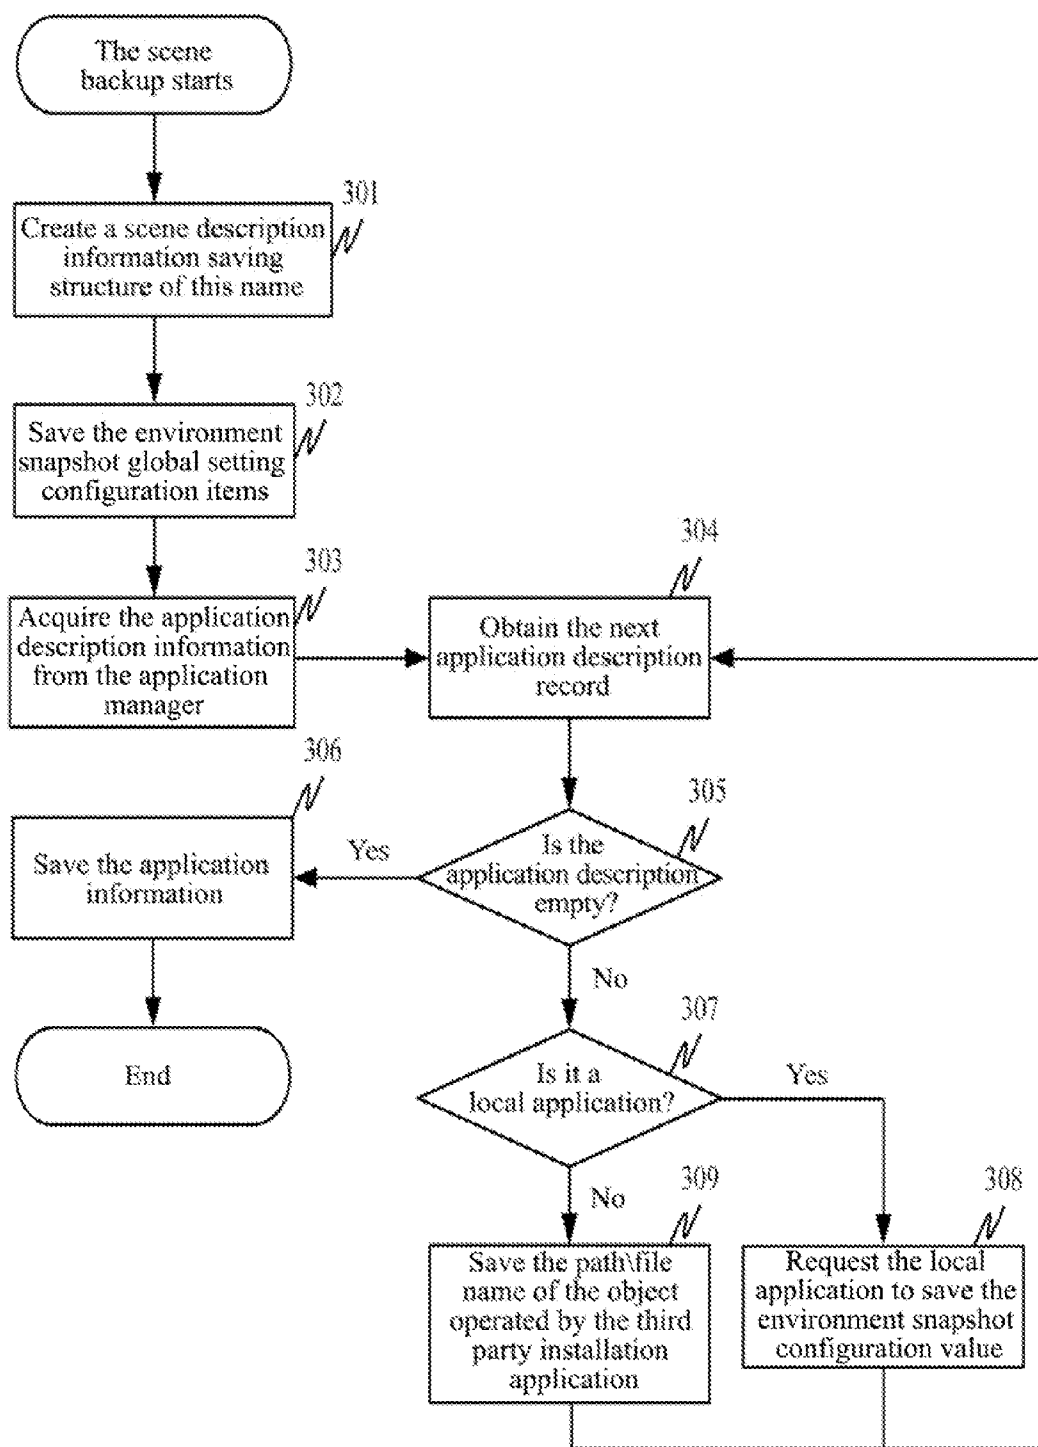 The scene
backup starts
301
Create a scene description
information saving
structure of this name
302
Save the environment
snapshot global setting
configuration items
303
Acquire the application
description information
from the application
manager
304
Obtain the next
application description
record
305
Is the
application description
empty?
Yes
306
Save the application
information
End
No
307
Is it a
local application?
Yes
No
309
Save the path\file
name of the object
operated by the third
party installation
application
308
Request the local
application to save the
environment snapshot
configuration value